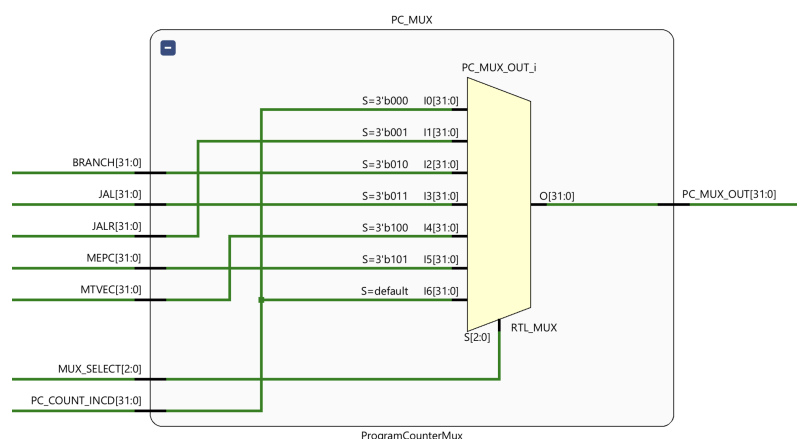 PC_MUX
PC_MUX_OUT_i
S=3'b000 I0[31:0]
S=3'b001 I1[31:0]
BRANCH[31:0] S=3'b010 I2[31:0]
JAL[31:0] S=3'b011 I3[31:0] O[31:0] PC_MUX_OUT[31:0]
JALR[31:0] S=3'b100 I4[31:0]
MEPC[31:0] S=3'b101 I5[31:0]
MTVEC[31:0] S=default I6[31:0]
RTL_MUX
S[2:0]
MUX_SELECT[2:0]
PC_COUNT_INCD[31:0]
ProgramCounterMux